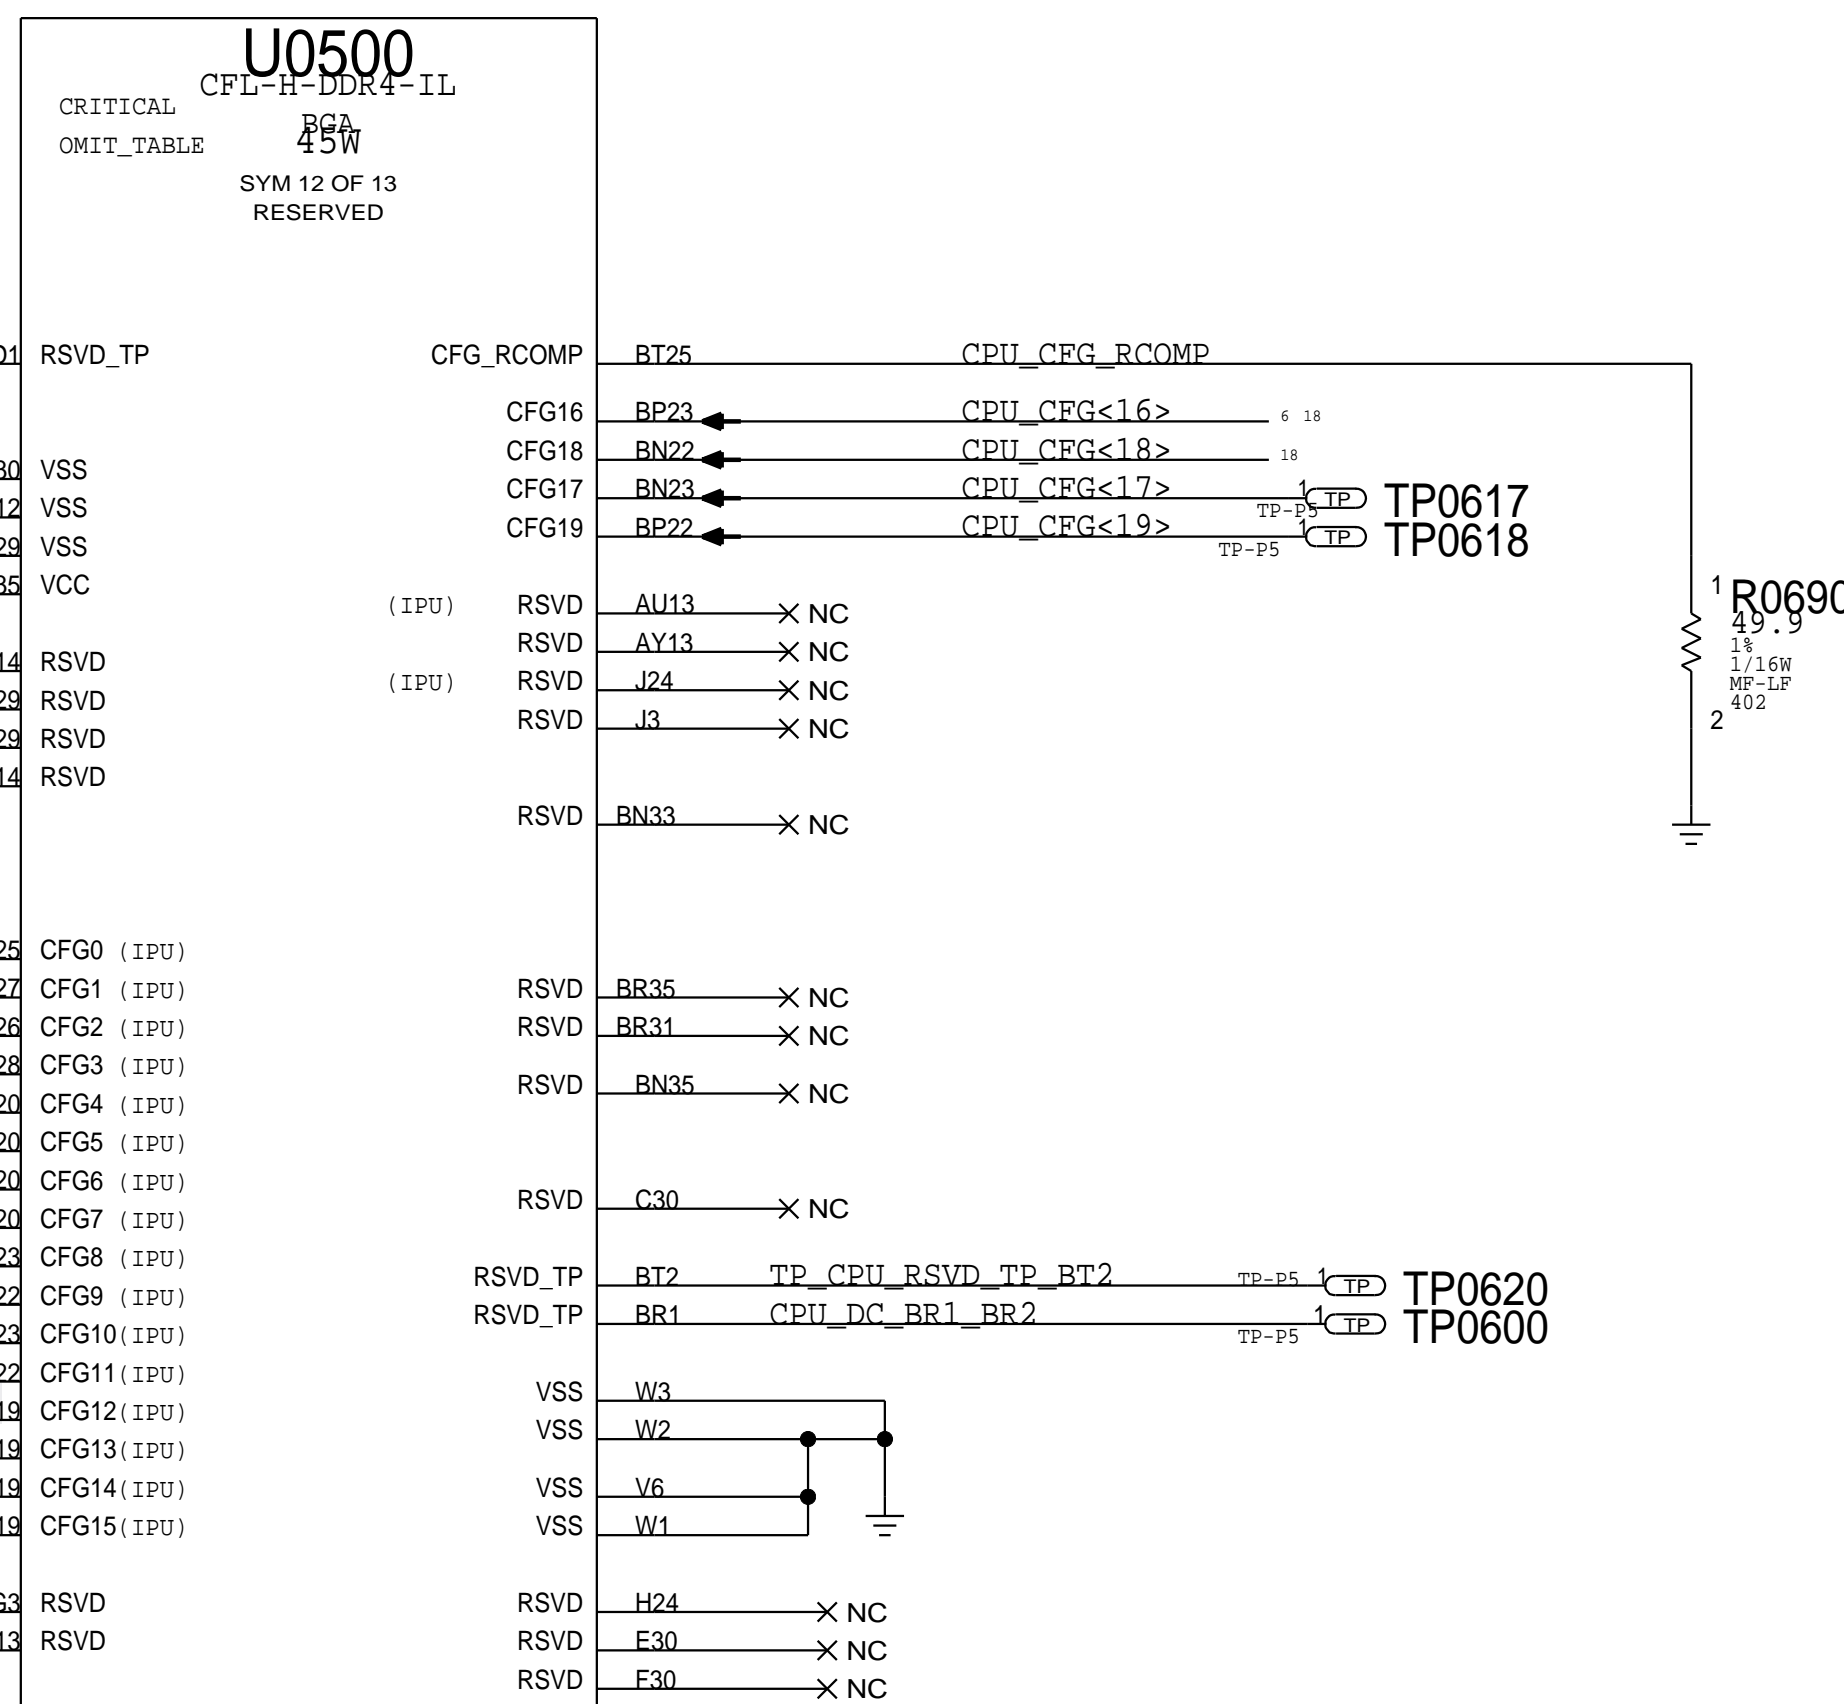 U0500
CFL-H-DDR4-IL
CRITICAL
BGA
OMIT_TABLE 45W
SYM 12 OF 13
RESERVED
RSVD_TP CFG_RCOMP BT25 CPU_CFG_RCOMP
CFG16 BP23 CPU_CFG<16> 6 18
VSS CFG18 BN22 CPU_CFG<18> 18
VSS CFG17 BN23 CPU_CFG<17> 1 TP TP0617
TP-P5
VSS CFG19 BP22 CPU_CFG<19> 1 TP TP0618
TP-P5
VCC
(IPU) RSVD AU13 NC
1 R0690
49.9
1%
1/16W
MF-LF
402
2
RSVD RSVD AY13 NC
RSVD (IPU) RSVD J24 NC
RSVD RSVD J3 NC
RSVD
RSVD BN33 NC
CFG0 (IPU)
CFG1 (IPU) RSVD BR35 NC
CFG2 (IPU) RSVD BR31 NC
CFG3 (IPU)
RSVD BN35 NC
CFG4 (IPU)
CFG5 (IPU)
CFG6 (IPU)
RSVD C30 NC
CFG7 (IPU)
CFG8 (IPU)
RSVD_TP BT2 TP_CPU_RSVD_TP_BT2 TP-P5 1 TP TP0620
CFG9 (IPU)
RSVD_TP BR1 CPU_DC_BR1_BR2 TP-P5 1 TP TP0600
CFG10(IPU)
CFG11(IPU)
VSS W3
CFG12(IPU)
VSS W2
CFG13(IPU)
CFG14(IPU) VSS V6
CFG15(IPU) VSS W1
RSVD RSVD H24 NC
RSVD RSVD E30 NC
RSVD F30 NC